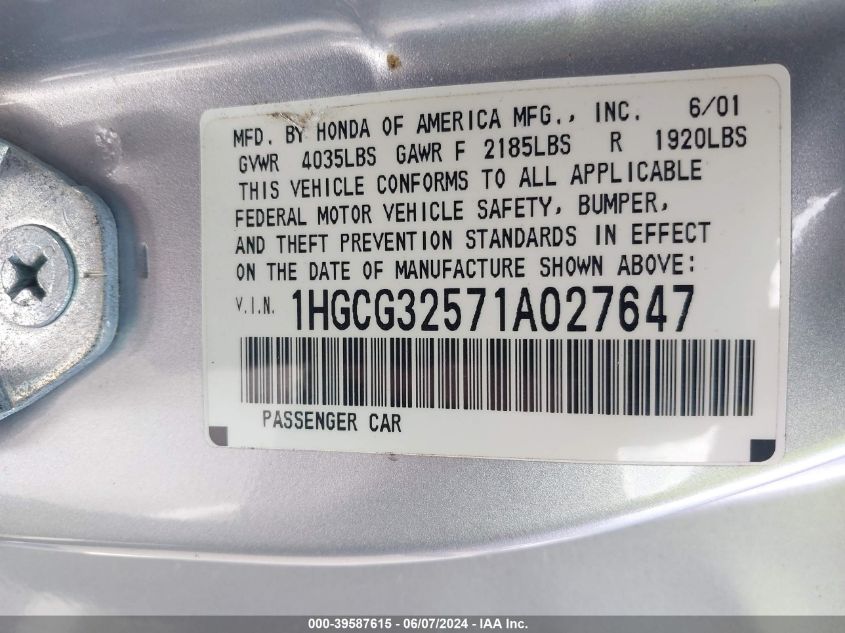 MFD. BY HONDA OF AMERICA MFG., INC. 6/01
GVWR 4035LBS GAWR F 2185LBS R 1920LBS
THIS VEHICLE CONFORMS TO ALL APPLICABLE
FEDERAL MOTOR VEHICLE SAFETY, BUMPER,
AND THEFT PREVENTION STANDARDS IN EFFECT
ON THE DATE OF MANUFACTURE SHOWN ABOVE:
V.I.N. 1HGCG32571A027647
PASSENGER CAR
000-39587615 - 06/07/2024 - IAA Inc.